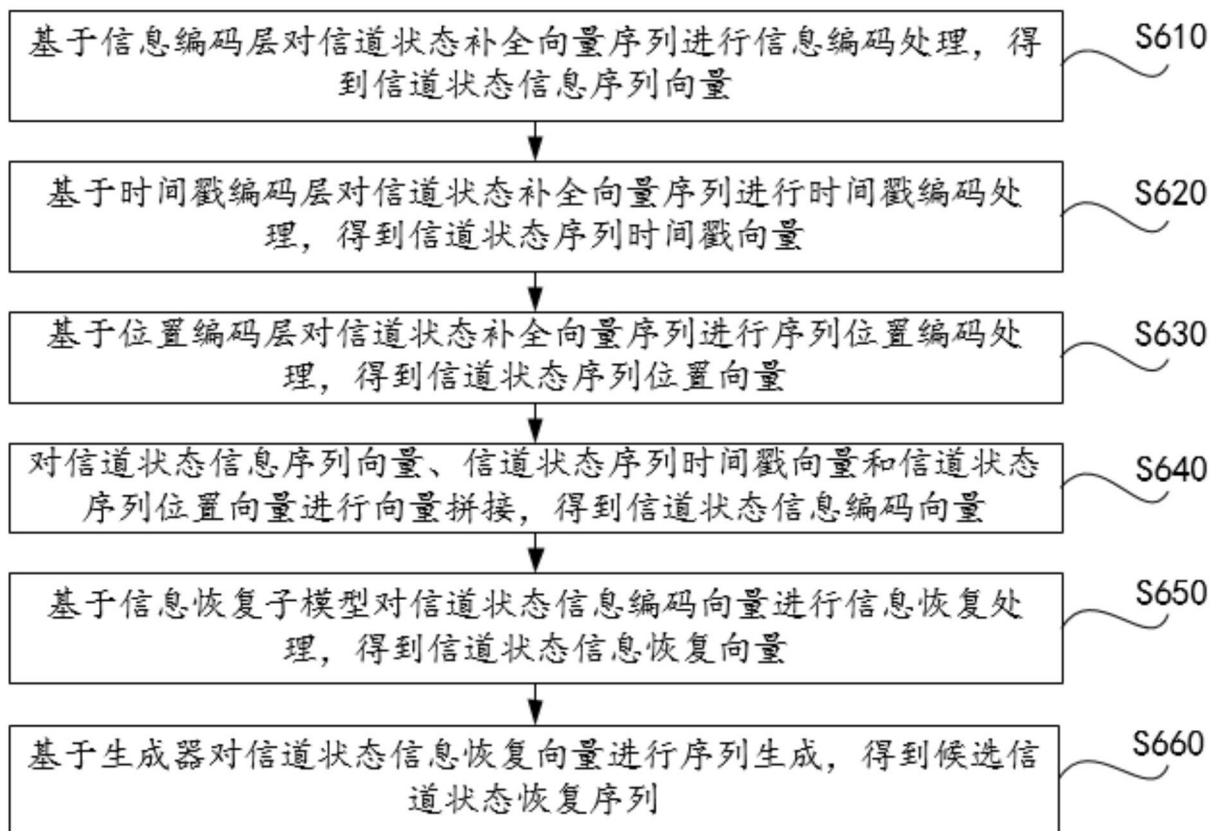 基于信息编码层对信道状态补全向量序列进行信息编码处理，得
到信道状态信息序列向量
S610
基于时间戳编码层对信道状态补全向量序列进行时间戳编码处
理，得到信道状态序列时间戳向量
S620
基于位置编码层对信道状态补全向量序列进行序列位置编码处
理，得到信道状态序列位置向量
S630
对信道状态信息序列向量、信道状态序列时间戳向量和信道状态
序列位置向量进行向量拼接，得到信道状态信息编码向量
S640
基于信息恢复子模型对信道状态信息编码向量进行信息恢复处
理，得到信道状态信息恢复向量
S650
基于生成器对信道状态信息恢复向量进行序列生成，得到候选信
道状态恢复序列
S660